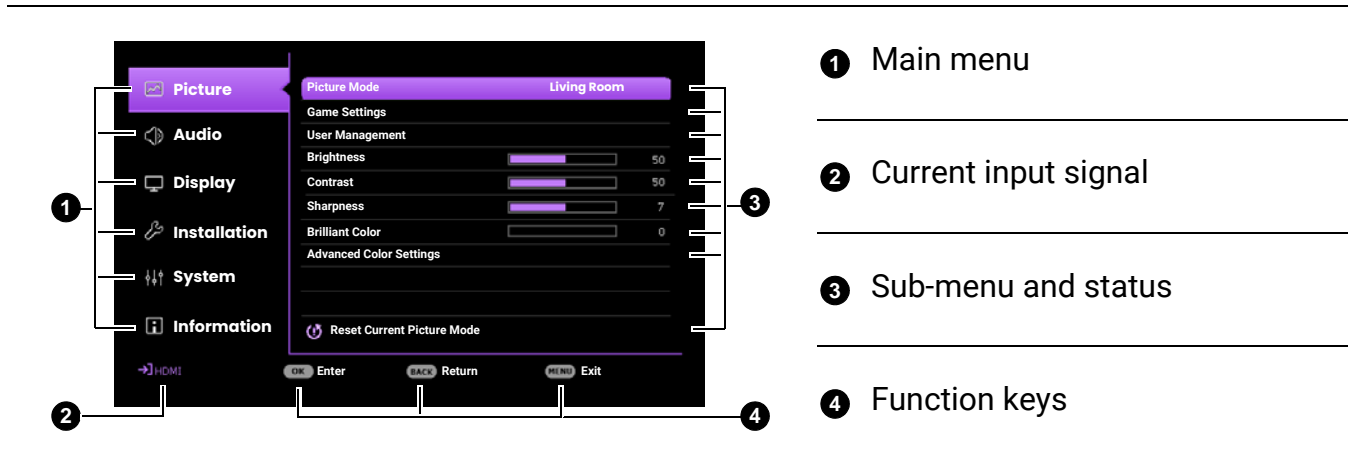 Picture
Audio
Display
Installation
System
Information
Picture Mode Living Room
Game Settings
User Management
Brightness 50
Contrast 50
Sharpness 7
Brilliant Color 0
Advanced Color Settings
Reset Current Picture Mode
HDMI
OK Enter BACK Return MENU Exit
1
2
3
4
1 Main menu
2 Current input signal
3 Sub-menu and status
4 Function keys